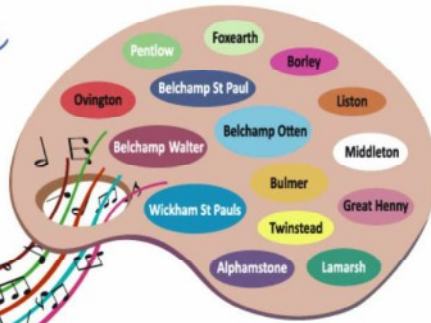 Foxearth
Pentlow
Borley
Belchamp St Paul
Ovington
Liston
Belchamp Otten
Belchamp Walter
Middleton
Bulmer
Wickham St Pauls
Great Henny
Twinstead
Alphamstone
Lamarsh